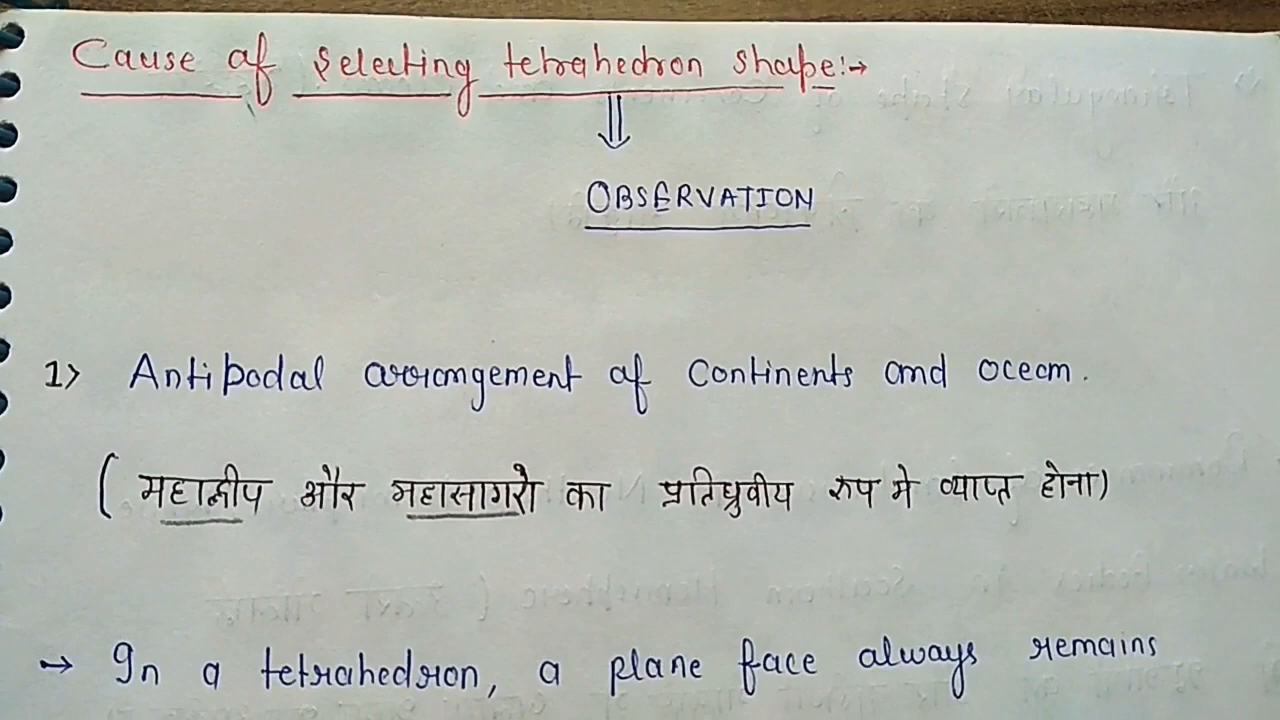 Cause of selecting tetrahedron shape:→
OBSERVATION
1> Antipodal arrangement of continents and ocean.
(महाद्वीप और महासागरो का प्रतिध्रुवीय रुप मे व्याप्त होना)
→ In a tetrahedron, a plane face always remains